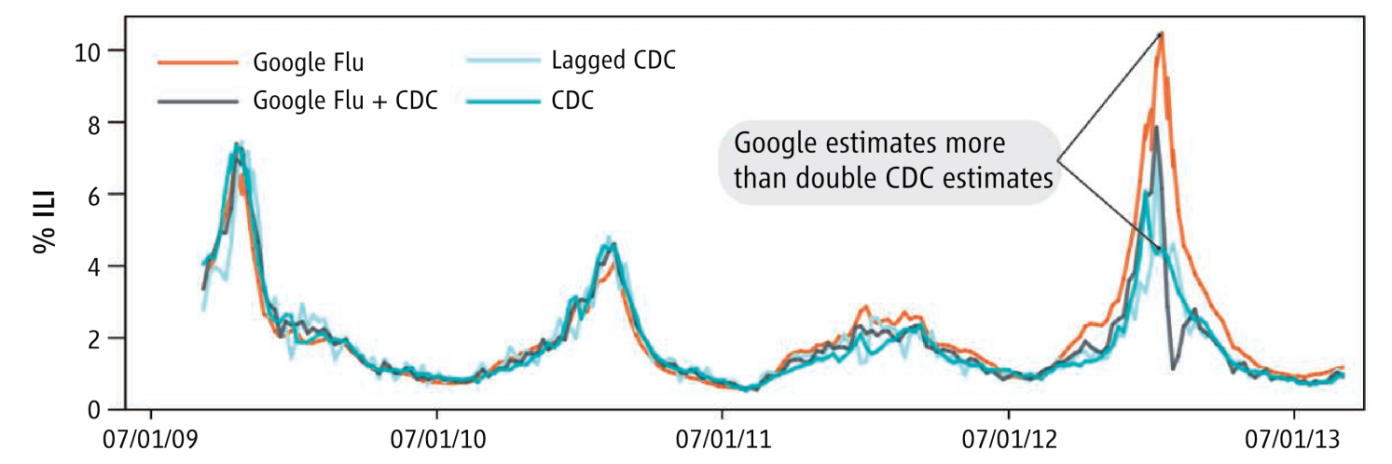 10
8
6
4
2
0
% ILI
Google Flu
Google Flu + CDC
Lagged CDC
CDC
Google estimates more
than double CDC estimates
07/01/09
07/01/10
07/01/11
07/01/12
07/01/13